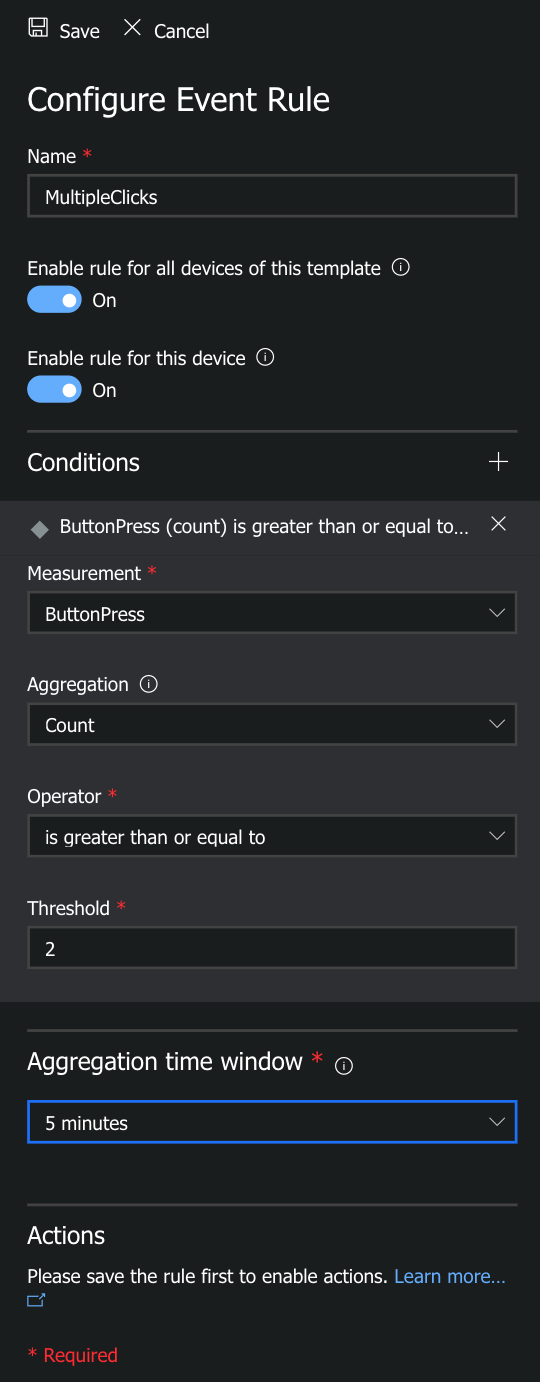 Save Cancel
Configure Event Rule
Name *
MultipleClicks
Enable rule for all devices of this template
On
Enable rule for this device
On
Conditions
ButtonPress (count) is greater than or equal to...
Measurement *
ButtonPress
Aggregation
Count
Operator *
is greater than or equal to
Threshold *
2
Aggregation time window *
5 minutes
Actions
Please save the rule first to enable actions. Learn more...
* Required